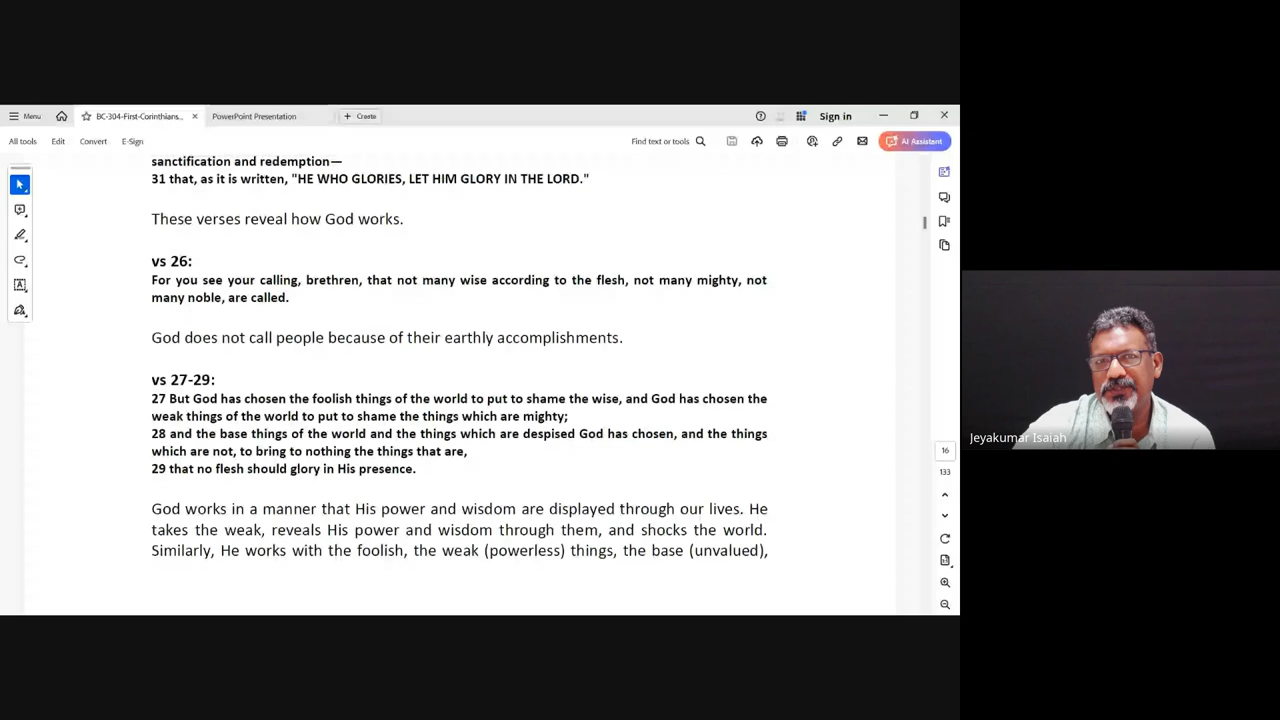 Menu
BC-304-First-Corinthians...
PowerPoint Presentation
Create
Sign in
All tools
Edit
Convert
E-Sign
Find text or tools
AI Assistant
sanctification and redemption—
31 that, as it is written, "HE WHO GLORIES, LET HIM GLORY IN THE LORD."
These verses reveal how God works.
vs 26:
For you see your calling, brethren, that not many wise according to the flesh, not many mighty, not
many noble, are called.
God does not call people because of their earthly accomplishments.
vs 27-29:
27 But God has chosen the foolish things of the world to put to shame the wise, and God has chosen the
weak things of the world to put to shame the things which are mighty;
28 and the base things of the world and the things which are despised God has chosen, and the things
which are not, to bring to nothing the things that are,
29 that no flesh should glory in His presence.
God works in a manner that His power and wisdom are displayed through our lives. He
takes the weak, reveals His power and wisdom through them, and shocks the world.
Similarly, He works with the foolish, the weak (powerless) things, the base (unvalued),
16
133
Jeyakumar Isaiah